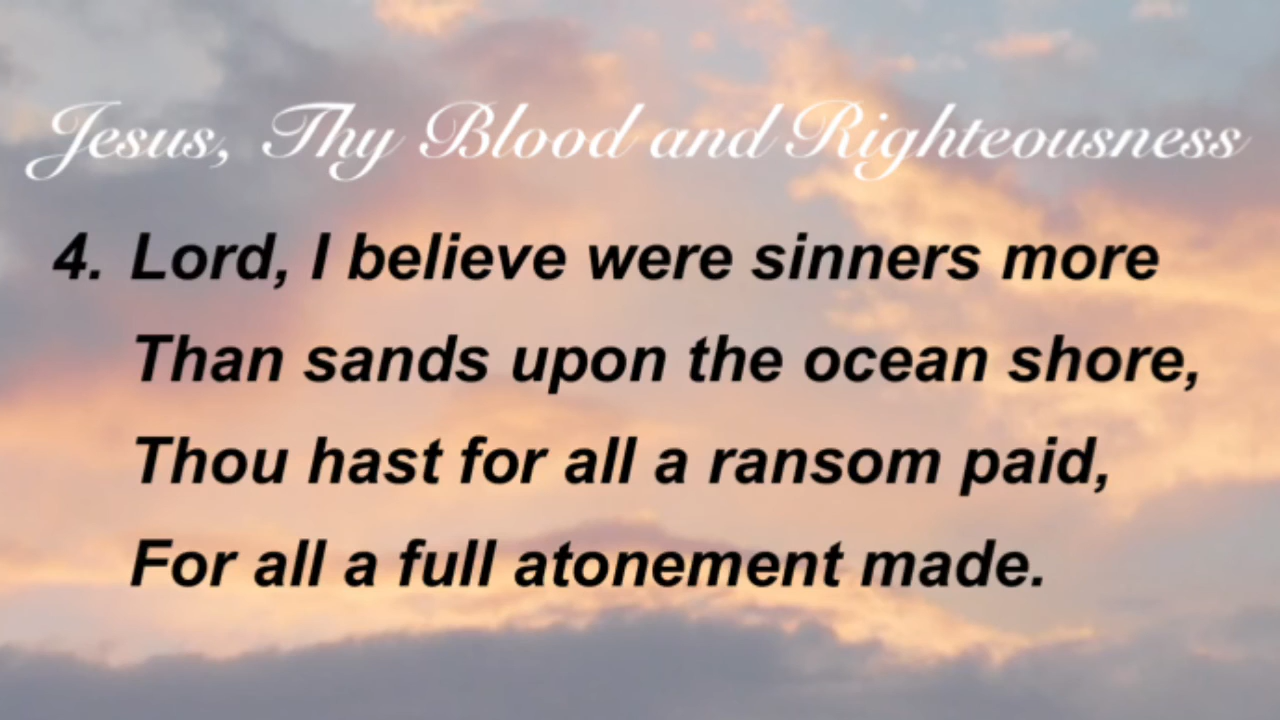 Jesus, Thy Blood and Righteousness
4. Lord, I believe were sinners more
Than sands upon the ocean shore,
Thou hast for all a ransom paid,
For all a full atonement made.